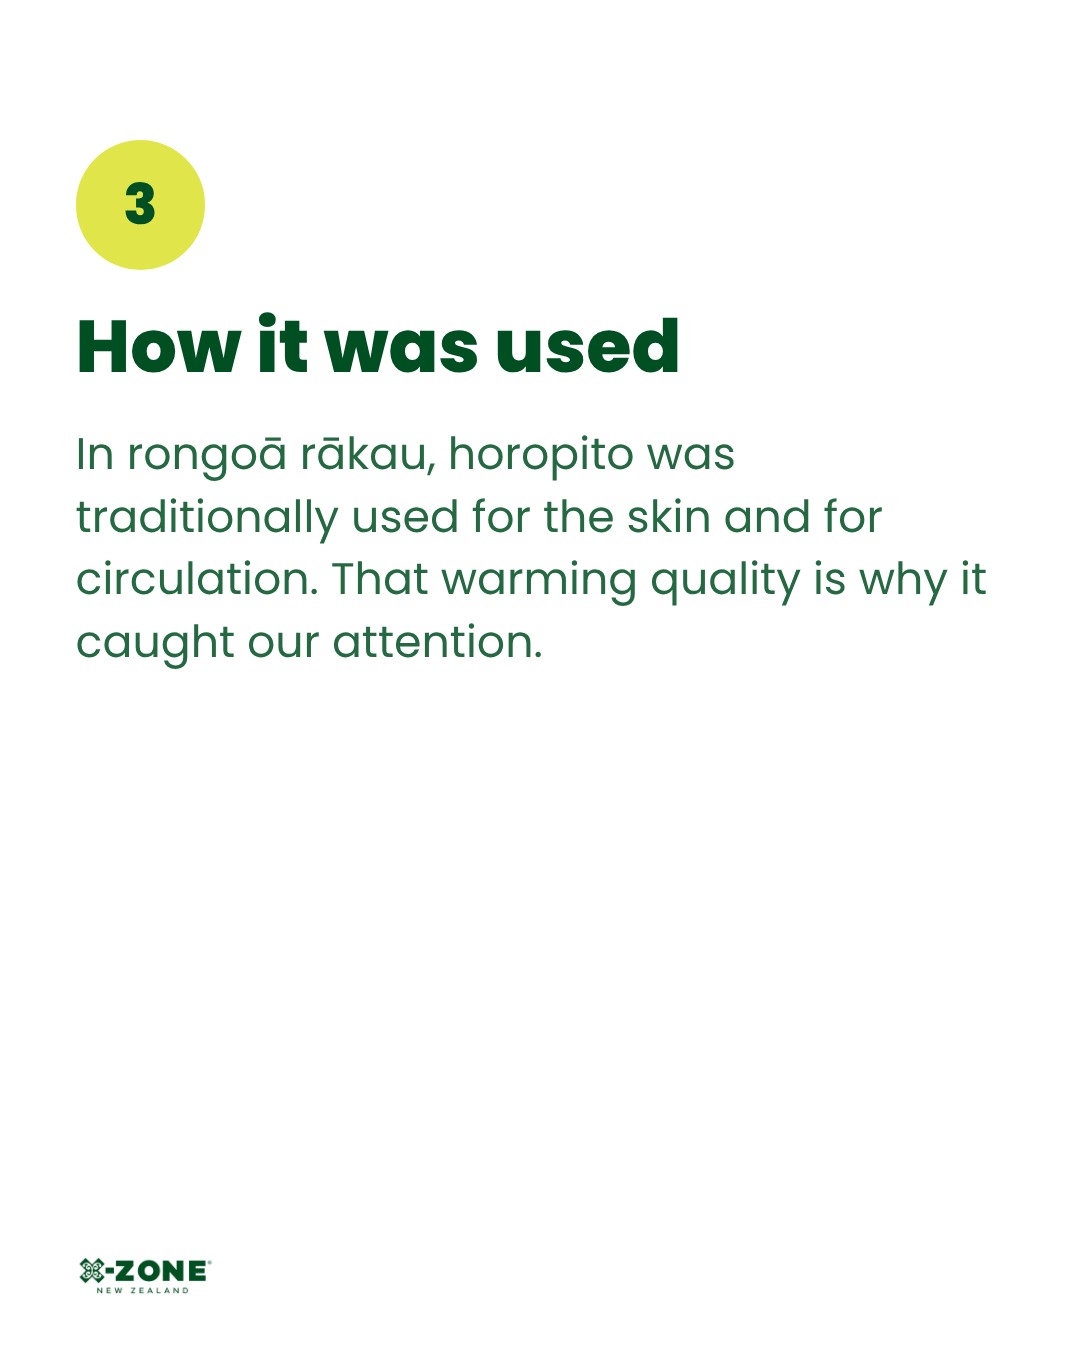 3
How it was used
In rongoā rākau, horopito was
traditionally used for the skin and for
circulation. That warming quality is why it
caught our attention.
X-ZONE®
NEW ZEALAND